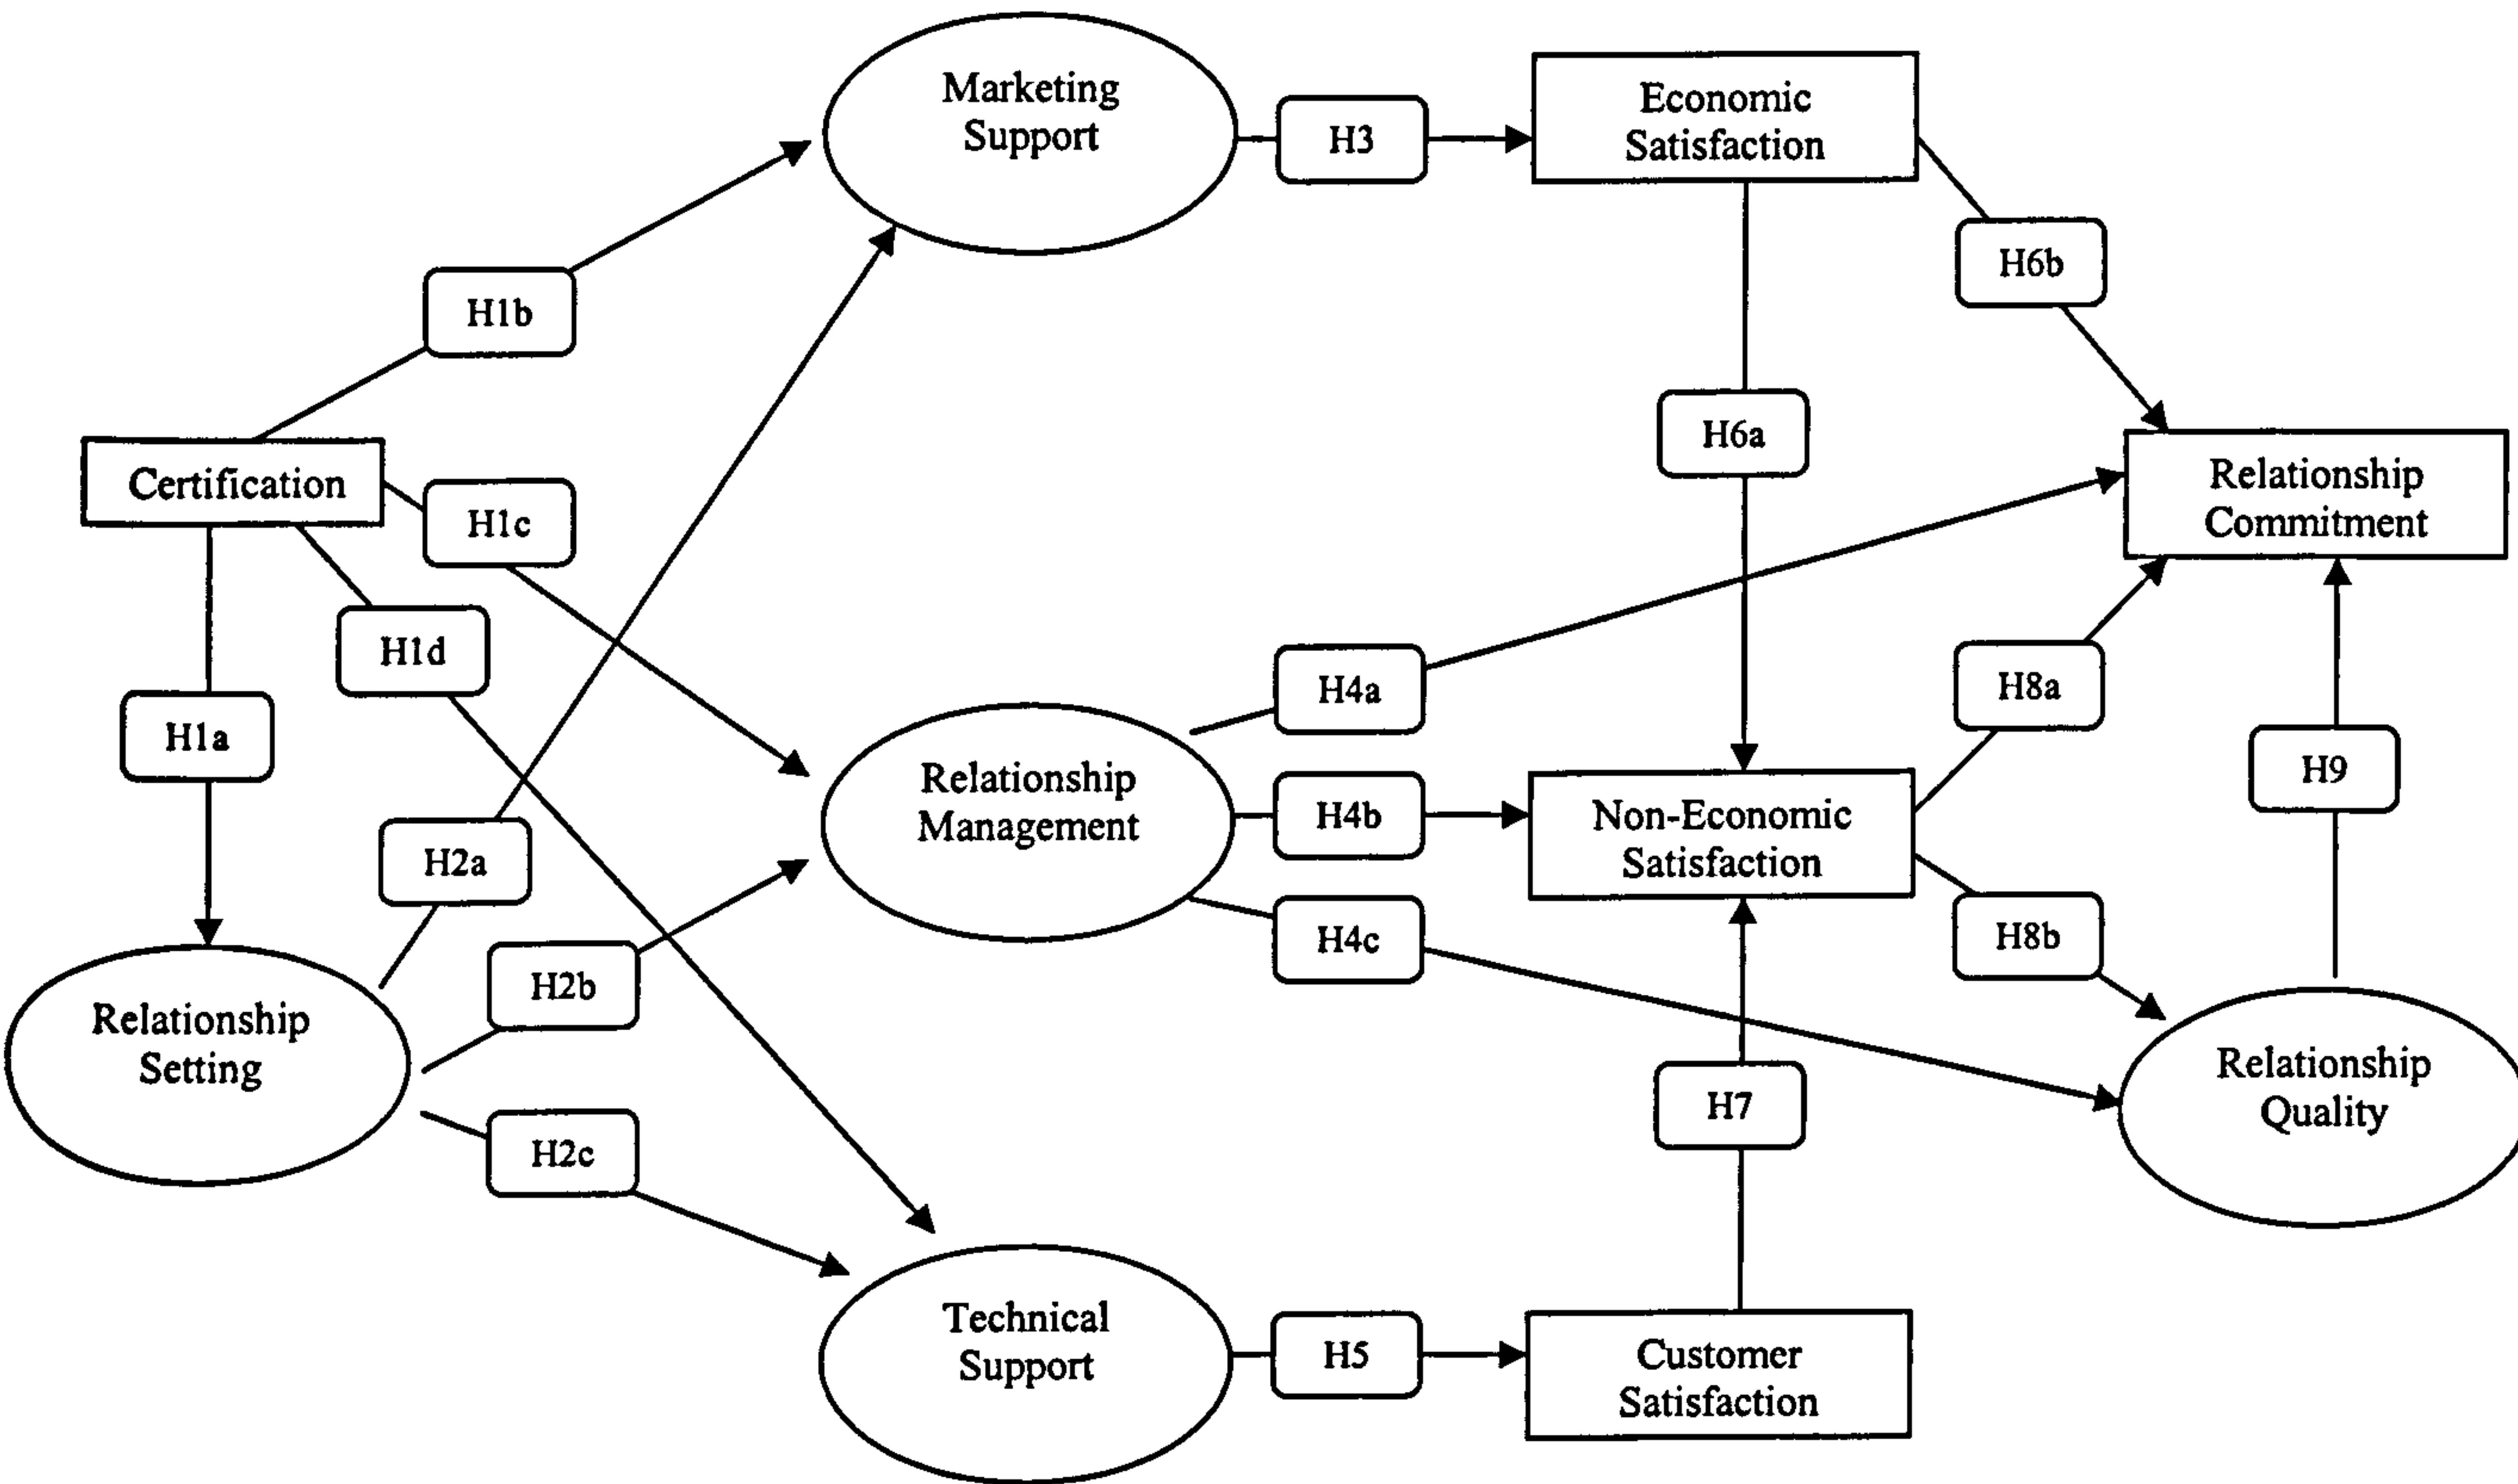 Marketing
Support
H3
Economic
Satisfaction
H6b
H1b
H6a
Certification
H1c
Relationship
Commitment
H1d
H4a
H8a
H1a
Relationship
Management
H4b
Non-Economic
Satisfaction
H9
H2a
H4c
H8b
H2b
Relationship
Setting
Relationship
Quality
H7
H2c
Technical
Support
H5
Customer
Satisfaction